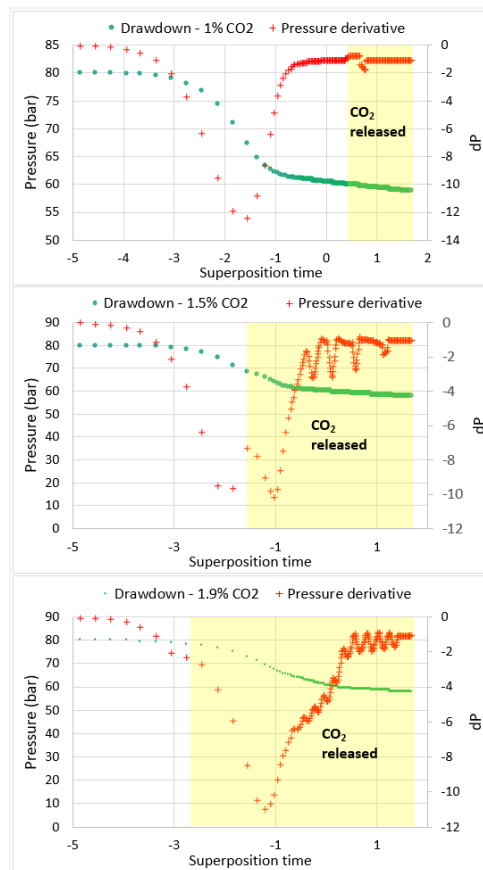 Drawdown - 1% CO2 Pressure derivative
85
80
75
70
65
60
55
50
Pressure (bar)
0
-2
-4
-6
-8
-10
-12
-14
dP
CO2
released
-5 -4 -3 -2 -1 0 1 2
Superposition time
Drawdown - 1.5% CO2 Pressure derivative
90
80
70
60
50
40
30
20
10
0
Pressure (bar)
0
-2
-4
-6
-8
-10
-12
dP
CO2
released
-5 -3 -1 1
Superposition time
Drawdown - 1.9% CO2 Pressure derivative
90
80
70
60
50
40
30
20
10
0
Pressure (bar)
0
-2
-4
-6
-8
-10
-12
dP
CO2
released
-5 -3 -1 1
Superposition time